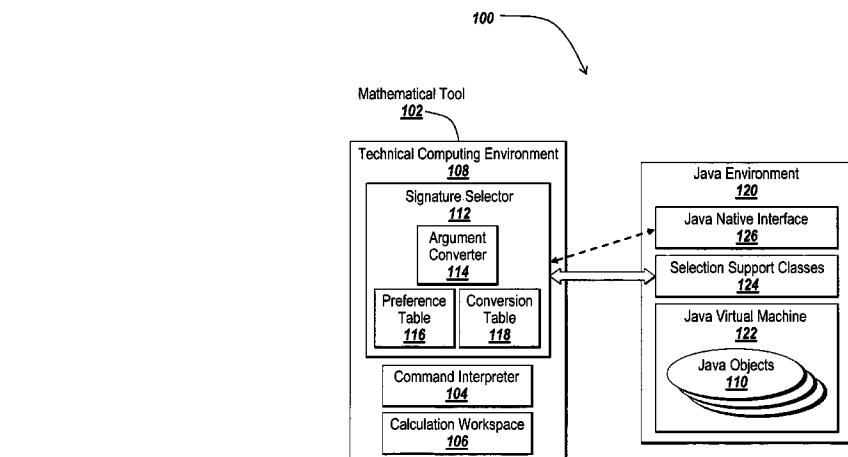 100
Mathematical Tool
102
Technical Computing Environment
108
Signature Selector
112
Argument
Converter
114
Preference
Table
116
Conversion
Table
118
Command Interpreter
104
Calculation Workspace
106
Java Environment
120
Java Native Interface
126
Selection Support Classes
124
Java Virtual Machine
122
Java Objects
110